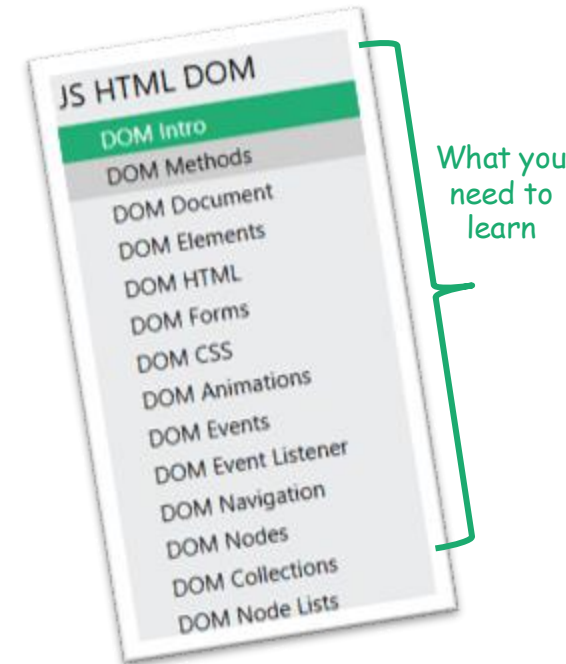 JS HTML DOM
DOM Intro
DOM Methods
DOM Document
DOM Elements
DOM HTML
DOM Forms
DOM CSS
DOM Animations
DOM Events
DOM Event Listener
DOM Navigation
DOM Nodes
DOM Collections
DOM Node Lists
What you
need to
learn